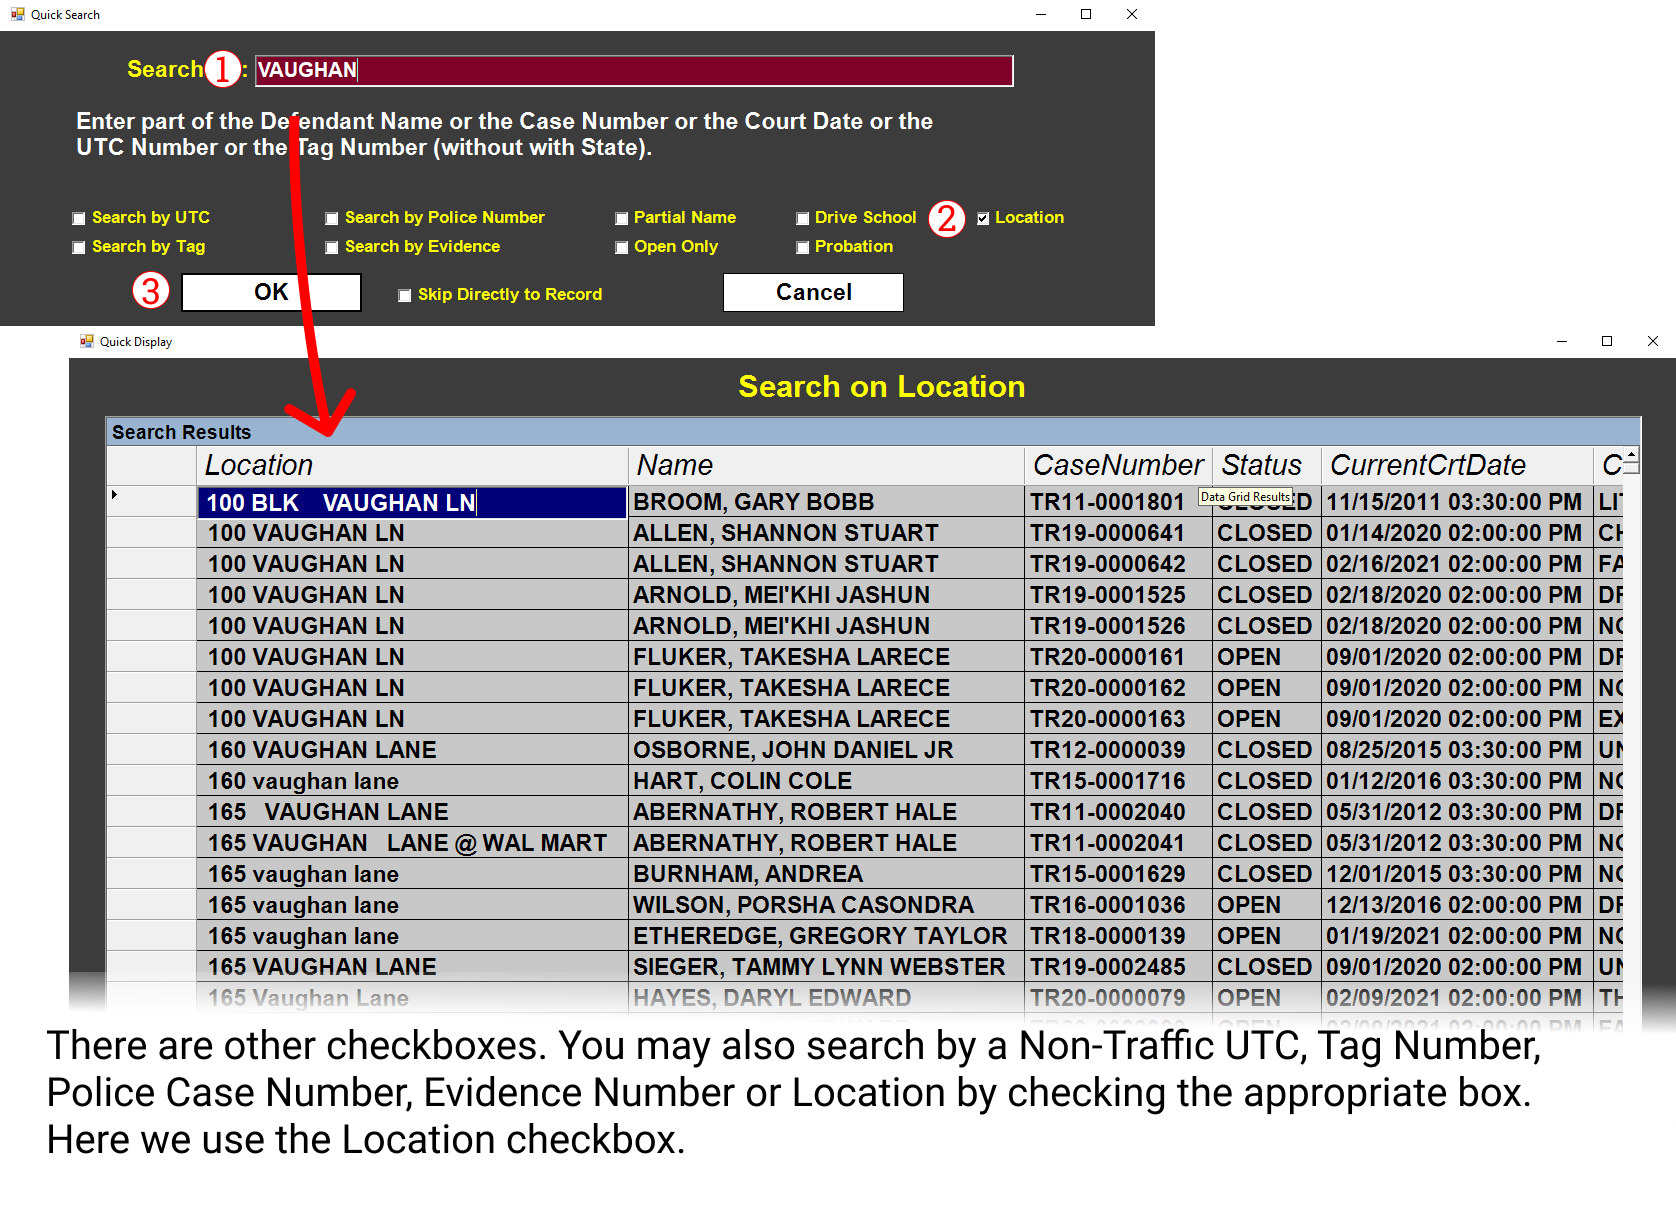 Quick Search
Search 1 : VAUGHAN
Enter part of the Defendant Name or the Case Number or the Court Date or the
UTC Number or the Tag Number (without with State).
Search by UTC Search by Police Number Partial Name Drive School 2 Location
Search by Tag Search by Evidence Open Only Probation
3 OK Skip Directly to Record Cancel
Quick Display
Search on Location
Search Results
Location Name CaseNumber Status CurrentCrtDate C
100 BLK VAUGHAN LN BROOM, GARY BOBB TR11-0001801 CLOSED 11/15/2011 03:30:00 PM LIT
Data Grid Results
100 VAUGHAN LN ALLEN, SHANNON STUART TR19-0000641 CLOSED 01/14/2020 02:00:00 PM CH
100 VAUGHAN LN ALLEN, SHANNON STUART TR19-0000642 CLOSED 02/16/2021 02:00:00 PM FA
100 VAUGHAN LN ARNOLD, MEI'KHI JASHUN TR19-0001525 CLOSED 02/18/2020 02:00:00 PM DR
100 VAUGHAN LN ARNOLD, MEI'KHI JASHUN TR19-0001526 CLOSED 02/18/2020 02:00:00 PM NO
100 VAUGHAN LN FLUKER, TAKESHA LARECE TR20-0000161 OPEN 09/01/2020 02:00:00 PM DR
100 VAUGHAN LN FLUKER, TAKESHA LARECE TR20-0000162 OPEN 09/01/2020 02:00:00 PM NO
100 VAUGHAN LN FLUKER, TAKESHA LARECE TR20-0000163 OPEN 09/01/2020 02:00:00 PM EX
160 VAUGHAN LANE OSBORNE, JOHN DANIEL JR TR12-0000039 CLOSED 08/25/2015 03:30:00 PM UN
160 vaughan lane HART, COLIN COLE TR15-0001716 CLOSED 01/12/2016 03:30:00 PM NO
165 VAUGHAN LANE ABERNATHY, ROBERT HALE TR11-0002040 CLOSED 05/31/2012 03:30:00 PM DR
165 VAUGHAN LANE @ WAL MART ABERNATHY, ROBERT HALE TR11-0002041 CLOSED 05/31/2012 03:30:00 PM NO
165 vaughan lane BURNHAM, ANDREA TR15-0001629 CLOSED 12/01/2015 03:30:00 PM NO
165 vaughan lane WILSON, PORSHA CASONDRA TR16-0001036 OPEN 12/13/2016 02:00:00 PM DR
165 vaughan lane ETHEREDGE, GREGORY TAYLOR TR18-0000139 OPEN 01/19/2021 02:00:00 PM NO
165 VAUGHAN LANE SIEGER, TAMMY LYNN WEBSTER TR19-0002485 CLOSED 09/01/2020 02:00:00 PM UN
165 Vaughan Lane HAYES, DARYL EDWARD TR20-0000079 OPEN 02/09/2021 02:00:00 PM TH
There are other checkboxes. You may also search by a Non-Traffic UTC, Tag Number,
Police Case Number, Evidence Number or Location by checking the appropriate box.
Here we use the Location checkbox.